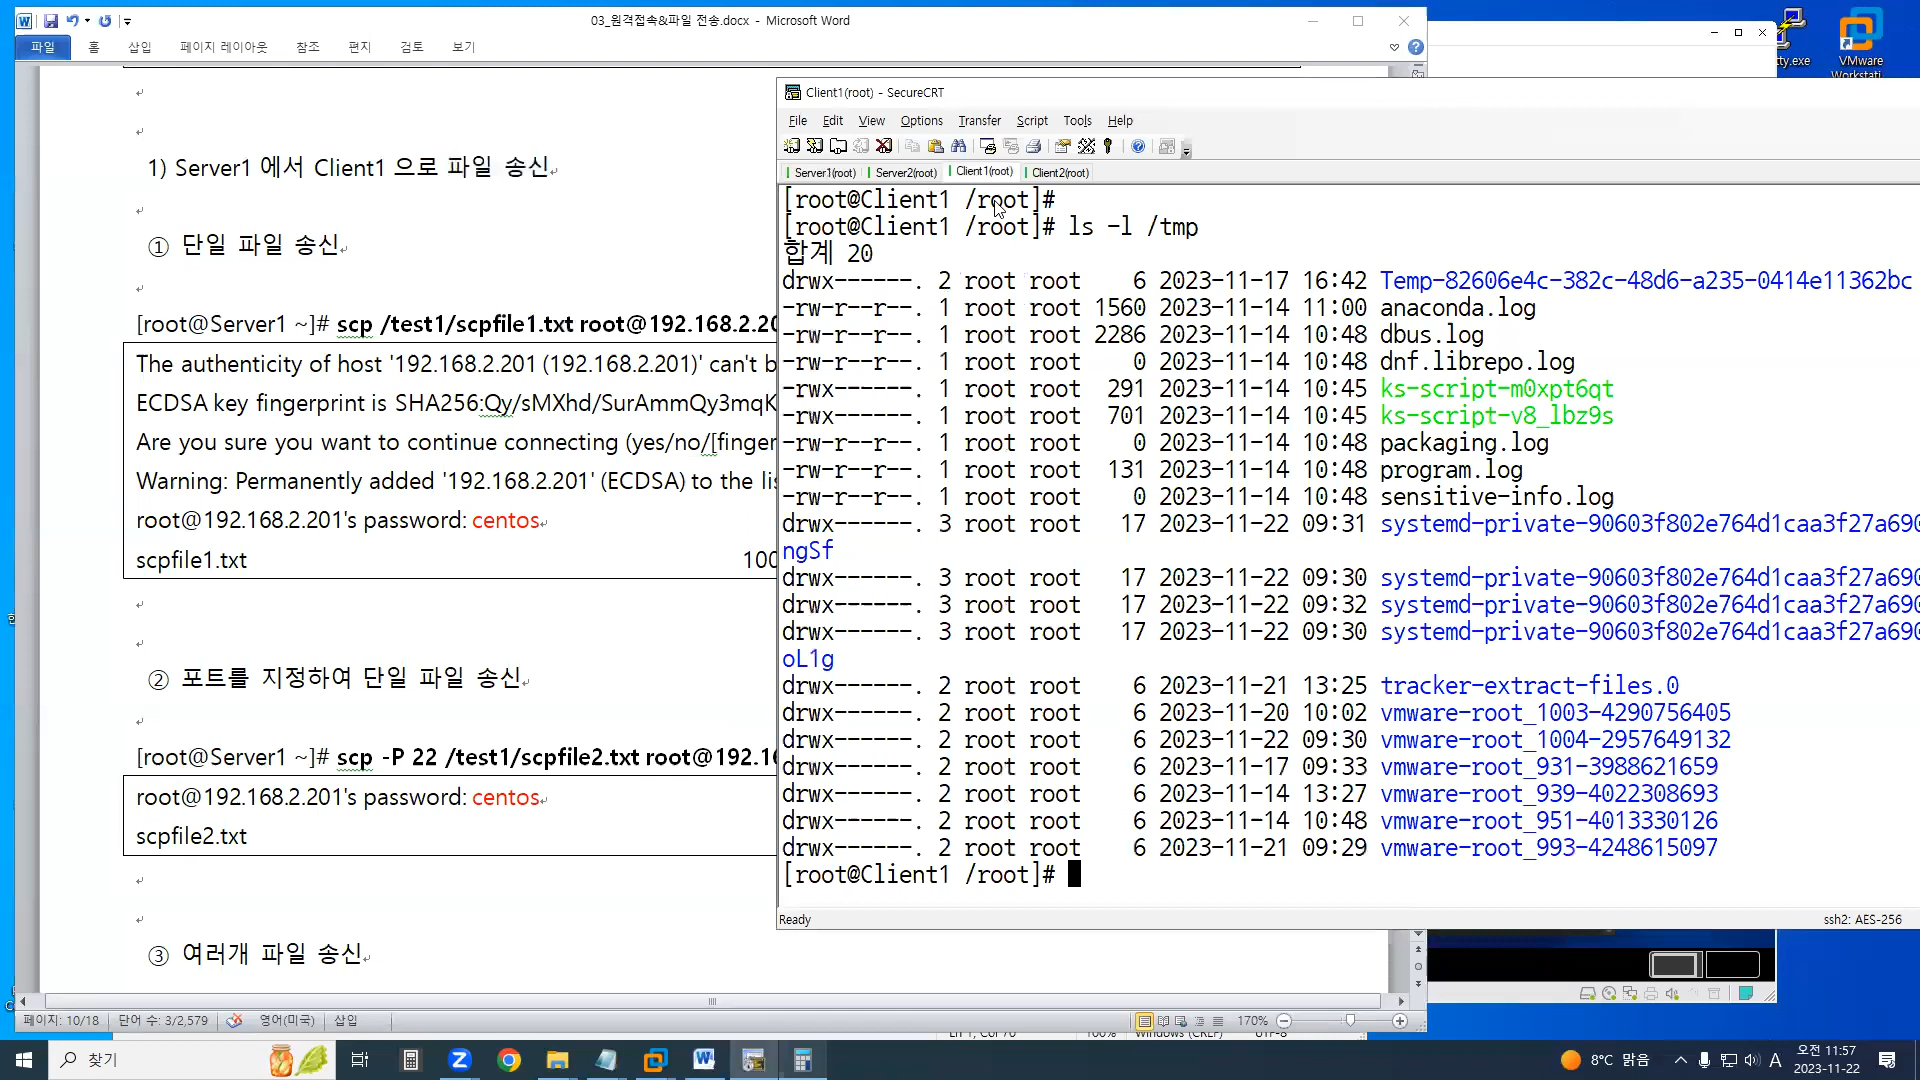 03_원격접속&파일 전송.docx - Microsoft Word
파일 홈 삽입 페이지 레이아웃 참조 편지 검토 보기
1) Server1 에서 Client1 으로 파일 송신
① 단일 파일 송신
[root@Server1 ~]# scp /test1/scpfile1.txt root@192.168.2.20
The authenticity of host '192.168.2.201 (192.168.2.201)' can't b
ECDSA key fingerprint is SHA256:Qy/sMXhd/SurAmmQy3mqK
Are you sure you want to continue connecting (yes/no/[finger
Warning: Permanently added '192.168.2.201' (ECDSA) to the lis
root@192.168.2.201's password: centos
scpfile1.txt 100
② 포트를 지정하여 단일 파일 송신
[root@Server1 ~]# scp -P 22 /test1/scpfile2.txt root@192.16
root@192.168.2.201's password: centos
scpfile2.txt
③ 여러개 파일 송신
페이지: 10/18 단어 수: 3/2,579 영어(미국) 삽입 170%
Client1(root) - SecureCRT
File Edit View Options Transfer Script Tools Help
Server1(root) Server2(root) Client1(root) Client2(root)
[root@Client1 /root]#
[root@Client1 /root]# ls -l /tmp
합계 20
drwx------. 2 root root 6 2023-11-17 16:42 Temp-82606e4c-382c-48d6-a235-0414e11362bc
-rw-r--r--. 1 root root 1560 2023-11-14 11:00 anaconda.log
-rw-r--r--. 1 root root 2286 2023-11-14 10:48 dbus.log
-rw-r--r--. 1 root root 0 2023-11-14 10:48 dnf.librepo.log
-rwx------. 1 root root 291 2023-11-14 10:45 ks-script-m0xpt6qt
-rwx------. 1 root root 701 2023-11-14 10:45 ks-script-v8_lbz9s
-rw-r--r--. 1 root root 0 2023-11-14 10:48 packaging.log
-rw-r--r--. 1 root root 131 2023-11-14 10:48 program.log
-rw-r--r--. 1 root root 0 2023-11-14 10:48 sensitive-info.log
drwx------. 3 root root 17 2023-11-22 09:31 systemd-private-90603f802e764d1caa3f27a690
ngSf
drwx------. 3 root root 17 2023-11-22 09:30 systemd-private-90603f802e764d1caa3f27a690
drwx------. 3 root root 17 2023-11-22 09:32 systemd-private-90603f802e764d1caa3f27a690
drwx------. 3 root root 17 2023-11-22 09:30 systemd-private-90603f802e764d1caa3f27a690
oL1g
drwx------. 2 root root 6 2023-11-21 13:25 tracker-extract-files.0
drwx------. 2 root root 6 2023-11-20 10:02 vmware-root_1003-4290756405
drwx------. 2 root root 6 2023-11-22 09:30 vmware-root_1004-2957649132
drwx------. 2 root root 6 2023-11-17 09:33 vmware-root_931-3988621659
drwx------. 2 root root 6 2023-11-14 13:27 vmware-root_939-4022308693
drwx------. 2 root root 6 2023-11-14 10:48 vmware-root_951-4013330126
drwx------. 2 root root 6 2023-11-21 09:29 vmware-root_993-4248615097
[root@Client1 /root]#
Ready ssh2: AES-256
tty.exe
VMware
Workstati
찾기
8°C 맑음
A
오전 11:57
2023-11-22